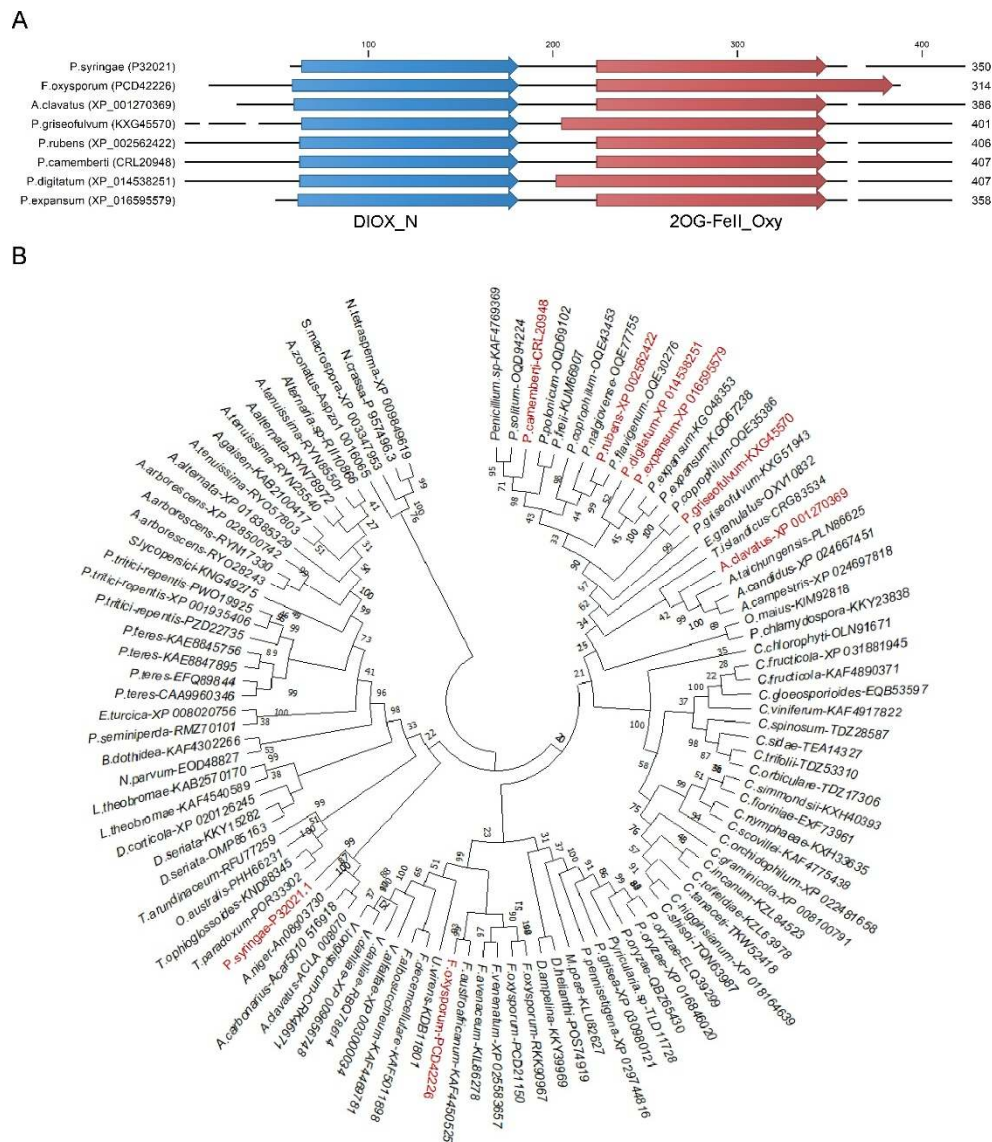 A
100 200 300 400
P.syringae (P32021) 350
F.oxysporum (PCD42226) 314
A.clavatus (XP_001270369) 386
P.griseofulvum (KXG45570) 401
P.rubens (XP_002562422) 406
P.camemberti (CRL20948) 407
P.digitatum (XP_014538251) 407
P.expansum (XP_016595579) 358
DIOX_N 2OG-FeII_Oxy
B
Penicillium.sp-KAF4769369
P.solitum-OQD94224
P.camemberti-CRL20948
P.polonicum-OQD69102
P.freii-KUM66907
P.coprophilum-OQE43453
P.nalgiovense-OQE77755
P.rubens-XP 002562422
P.flavigenum-OQE30276
P.digitatum-XP 014538251
P.expansum-XP 016595579
P.expansum-KGO48353
P.expansum-KGO67238
P.coprophilum-OQE35386
P.griseofulvum-KXG45570
P.griseofulvum-KXG51943
E.granulatus-OXV10832
T.islandicus-CRG83534
A.clavatus-XP 001270369
A.taichungensis-PLN86625
A.candidus-XP 024667451
A.campestris-XP 024697818
O.maius-KIM92818
P.chlamydospora-KKY23838
C.chlorophyti-OLN91671
C.fructicola-XP 031881945
C.fructicola-KAF4890371
C.gloeosporioides-EQB53597
C.viniferum-KAF4917822
C.spinosum-TDZ28587
C.sidae-TEA14327
C.trifolii-TDZ53310
C.orbiculare-TDZ17306
C.simmondsii-KXH40393
C.fioriniae-EXF73961
C.nymphaeae-KXH33635
C.scovillei-KAF4775438
C.orchidophilum-XP 022481658
C.graminicola-XP 008100791
C.incanum-KZL84523
C.tofieldiae-KZL63978
C.tanaceti-TKW52418
C.higginsianum-XP 018164639
C.shisoi-TQN63987
P.oryzae-ELQ39299
P.oryzae-XP 016846020
P.oryzae-QBZ65430
Pyricularia.sp-TLD11728
P.grisea-XP 030980121
P.pennisetigena-XP 029744816
M.poae-KLU82627
D.helianthi-POS74919
D.ampelina-KKY39969
F.oxysporum-RKK90967
F.oxysporum-PCD21150
F.venenatum-XP 025583657
F.avenaceum-KIL86278
F.austroafricanum-KAF4450525
F.oxysporum-PCD42226
U.virens-KDB11801
F.decemcellulare-KAF5011898
F.albosuccineum-KAF4469781
V.alfalfae-XP 003000034
V.dahliae-RBQ78614
V.dahliae-XP 009656748
V.longisporum-CRK46671
A.clavatus-ACLA 008070
A.carbonarius-Acar5010 516918
A.niger-An08g03730
P.syringae-P32021.1
T.paradoxum-POR33302
T.ophioglossoides-KND88345
O.australis-PHH66231
T.arundinaceum-RFU77259
D.seriata-OMP85163
D.seriata-KKY15282
D.corticola-XP 020126245
L.theobromae-KAF4540589
L.theobromae-KAB2570170
N.parvum-EOD48827
B.dothidea-KAF4302266
P.seminiperda-RMZ70101
E.turcica-XP 008020756
P.teres-CAA9960346
P.teres-EFQ89844
P.teres-KAE8847895
P.teres-KAE8845756
P.tritici-repentis-PZD22735
P.tritici-repentis-XP 001935406
P.tritici-repentis-PWO19925
S.lycopersici-KNG49275
A.arborescens-RYO28243
A.arborescens-RYN17330
A.arborescens-XP 028500742
A.alternata-XP 018385329
A.gaisen-KAB2100417
A.tenuissima-RYO57803
A.alternata-RYN78972
A.tenuissima-RYN25540
A.tenuissima-RYN85501
Alternaria.sp-RII10866
A.zonatus-Aspzo1 0016065
S.macrospora-XP 003347953
N.crassa-P 957496.3
N.tetrasperma-XP 009849619